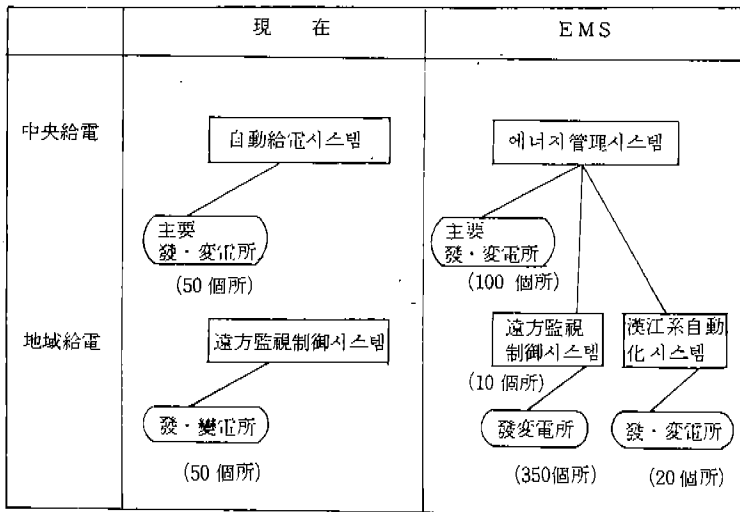 現 在
EMS
中央給電
自動給電시스템
에너지管理시스템
主要
發·変電所
(50 個所)
主要
發·変電所
(100 個所)
地域給電
遠方監視制御시스템
遠方監視
制御시스템
(10 個所)
漢江系自動
化시스템
發·變電所
(50 個所)
發変電所
(350個所)
發·変電所
(20 個所)